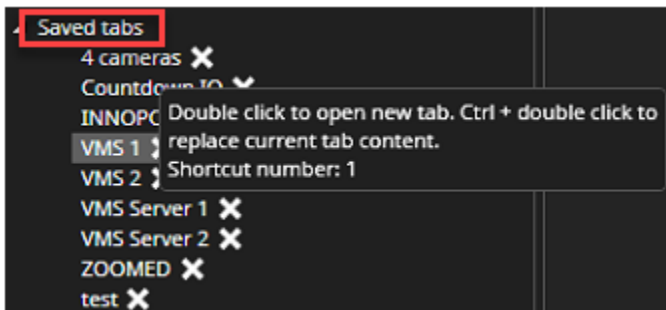 Saved tabs
4 cameras
Countdown IO
INNOPO
Double click to open new tab. Ctrl + double click to
replace current tab content.
Shortcut number: 1
VMS 1
VMS 2
VMS Server 1
VMS Server 2
ZOOMED
test